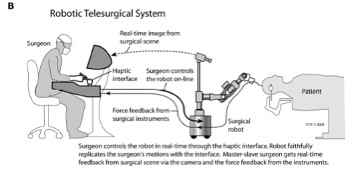 B
Robotic Telesurgical System
Real-time image from
surgical scene
Surgeon
Haptic
interface
Surgeon controls
the robot on-line
Patient
Force feedback from
surgical instruments
Surgical
robot
Surgeon controls the robot in real-time through the haptic interface. Robot faithfully
replicates the surgeon's motions with the interface. Master-slave surgeon gets real-time
feedback from surgical scene via the camera and the force feedback from the instruments.